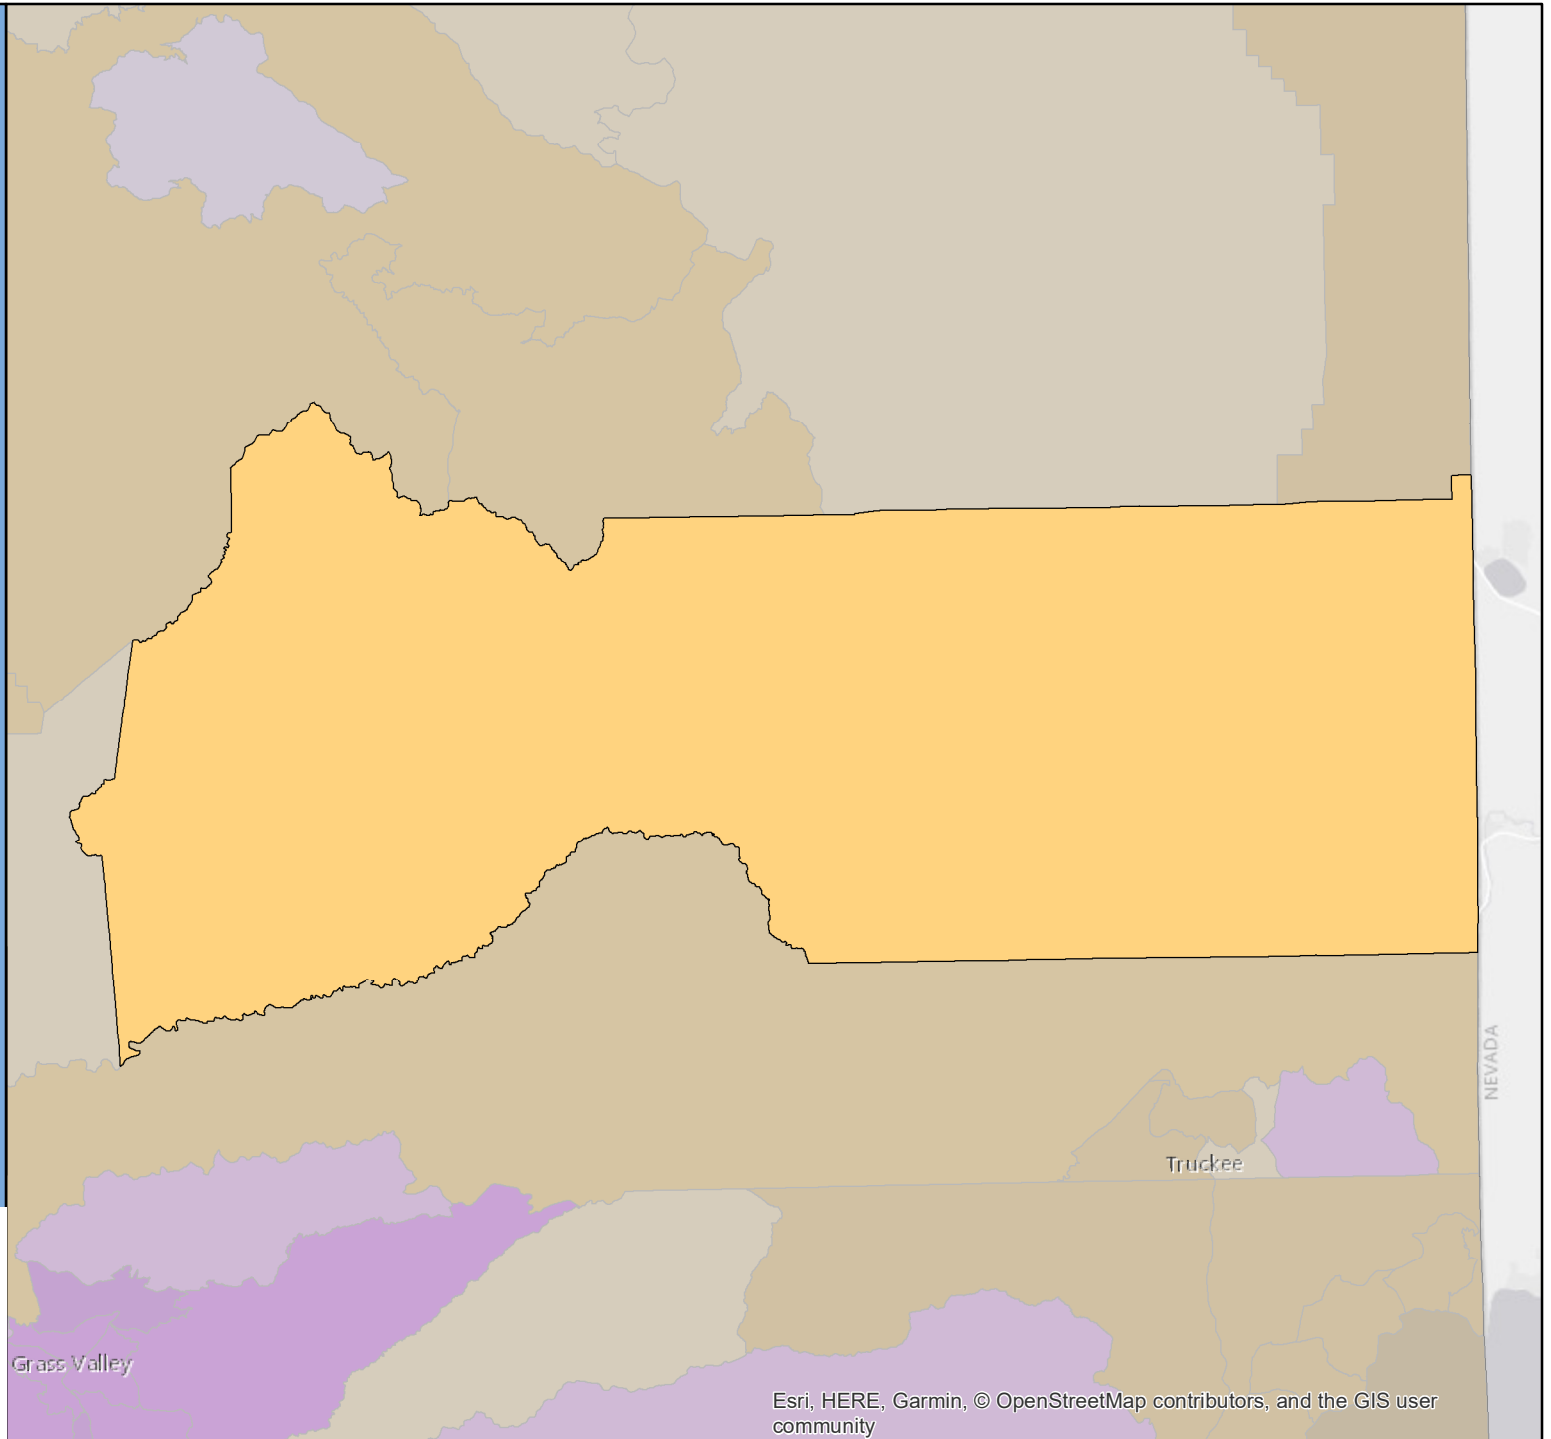 NEVADA
Truckee
Grass Valley
Esri, HERE, Garmin, © OpenStreetMap contributors, and the GIS user
community